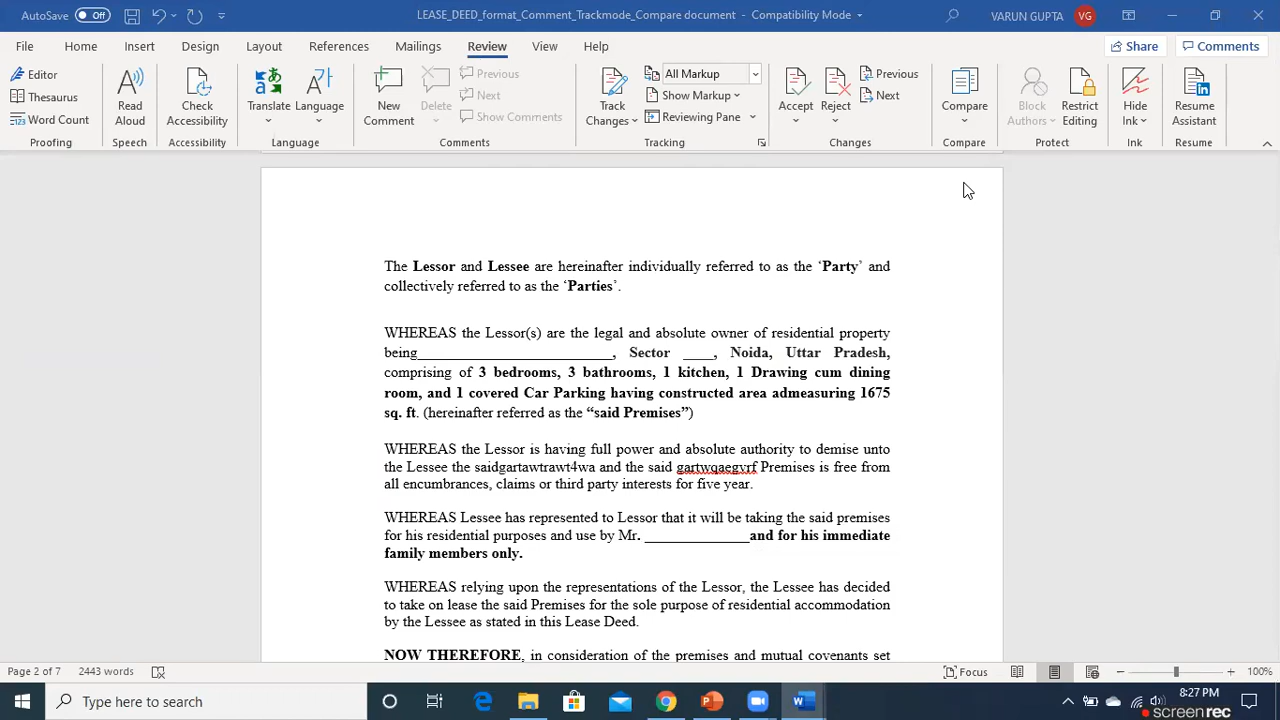 AutoSave Off LEASE_DEED_format_Comment_Trackmode_Compare document - Compatibility Mode VARUN GUPTA VG
File Home Insert Design Layout References Mailings Review View Help Share Comments
Editor
Thesaurus
Word Count
Read Aloud
Check Accessibility
Translate
Language
New Comment
Delete
Previous
Next
Show Comments
Track Changes
All Markup
Show Markup
Reviewing Pane
Accept
Reject
Previous
Next
Compare
Block Authors
Restrict Editing
Hide Ink
Resume Assistant
Proofing Speech Accessibility Language Comments Tracking Changes Compare Protect Ink Resume
The Lessor and Lessee are hereinafter individually referred to as the ‘Party’ and
collectively referred to as the ‘Parties’.
WHEREAS the Lessor(s) are the legal and absolute owner of residential property
being__________________________, Sector ____, Noida, Uttar Pradesh,
comprising of 3 bedrooms, 3 bathrooms, 1 kitchen, 1 Drawing cum dining
room, and 1 covered Car Parking having constructed area admeasuring 1675
sq. ft. (hereinafter referred as the “said Premises”)
WHEREAS the Lessor is having full power and absolute authority to demise unto
the Lessee the saidgartawtrawt4wa and the said gartwqaegyrf Premises is free from
all encumbrances, claims or third party interests for five year.
WHEREAS Lessee has represented to Lessor that it will be taking the said premises
for his residential purposes and use by Mr. ______________and for his immediate
family members only.
WHEREAS relying upon the representations of the Lessor, the Lessee has decided
to take on lease the said Premises for the sole purpose of residential accommodation
by the Lessee as stated in this Lease Deed.
NOW THEREFORE, in consideration of the premises and mutual covenants set
Page 2 of 7 2443 words Focus 100%
Type here to search 8:27 PM
screenrec